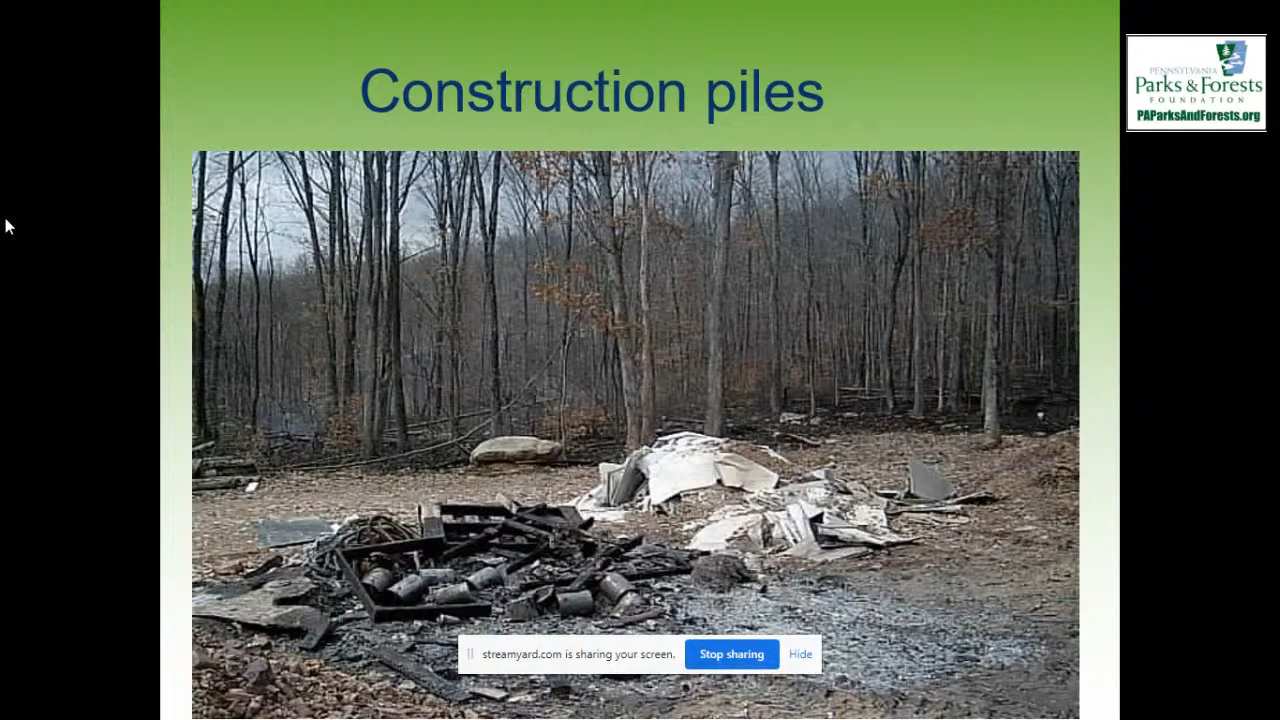 Construction piles
PENNSYLVANIA
Parks & Forests
FOUNDATION
PAParksAndForests.org
streamyard.com is sharing your screen.
Stop sharing
Hide